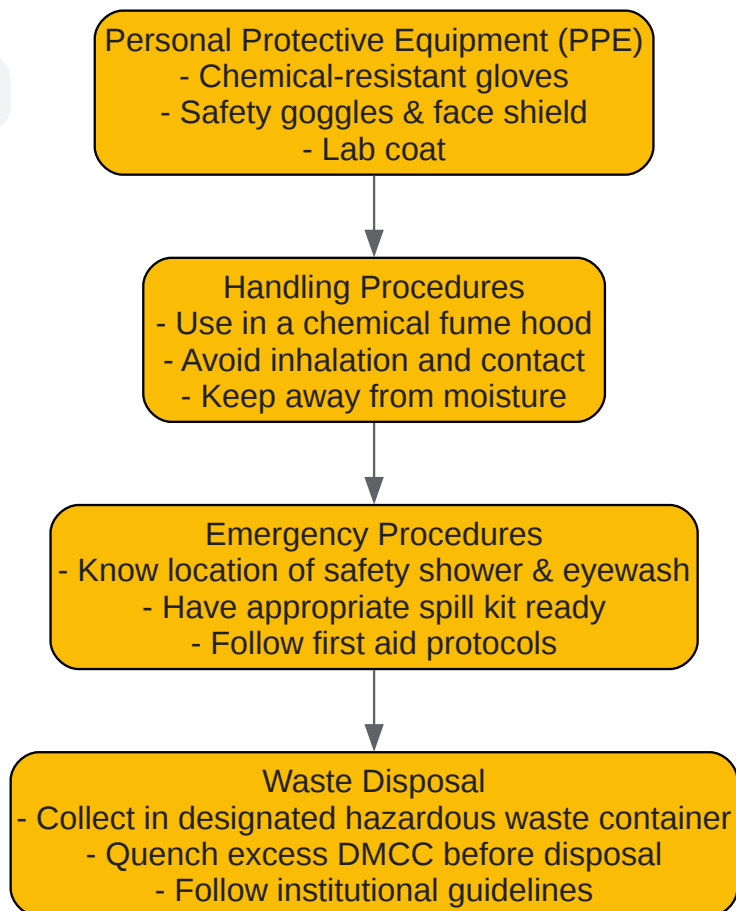 Personal Protective Equipment (PPE)
- Chemical-resistant gloves
- Safety goggles & face shield
- Lab coat
Handling Procedures
- Use in a chemical fume hood
- Avoid inhalation and contact
- Keep away from moisture
Emergency Procedures
- Know location of safety shower & eyewash
- Have appropriate spill kit ready
- Follow first aid protocols
Waste Disposal
- Collect in designated hazardous waste container
- Quench excess DMCC before disposal
- Follow institutional guidelines